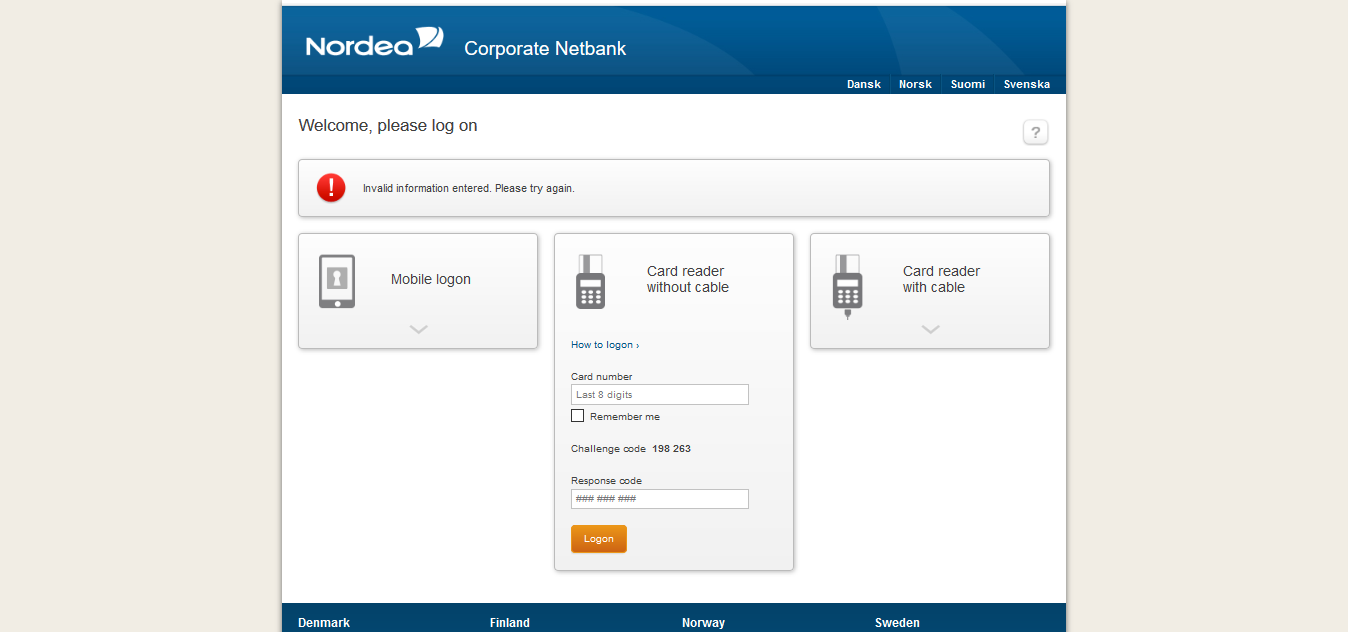 Nordea Corporate Netbank
Dansk Norsk Suomi Svenska
Welcome, please log on
?
Invalid information entered. Please try again.
Mobile logon
Card reader
without cable
How to logon ›
Card number
Last 8 digits
Remember me
Challenge code 198 263
Response code
### ### ###
Logon
Card reader
with cable
Denmark Finland Norway Sweden